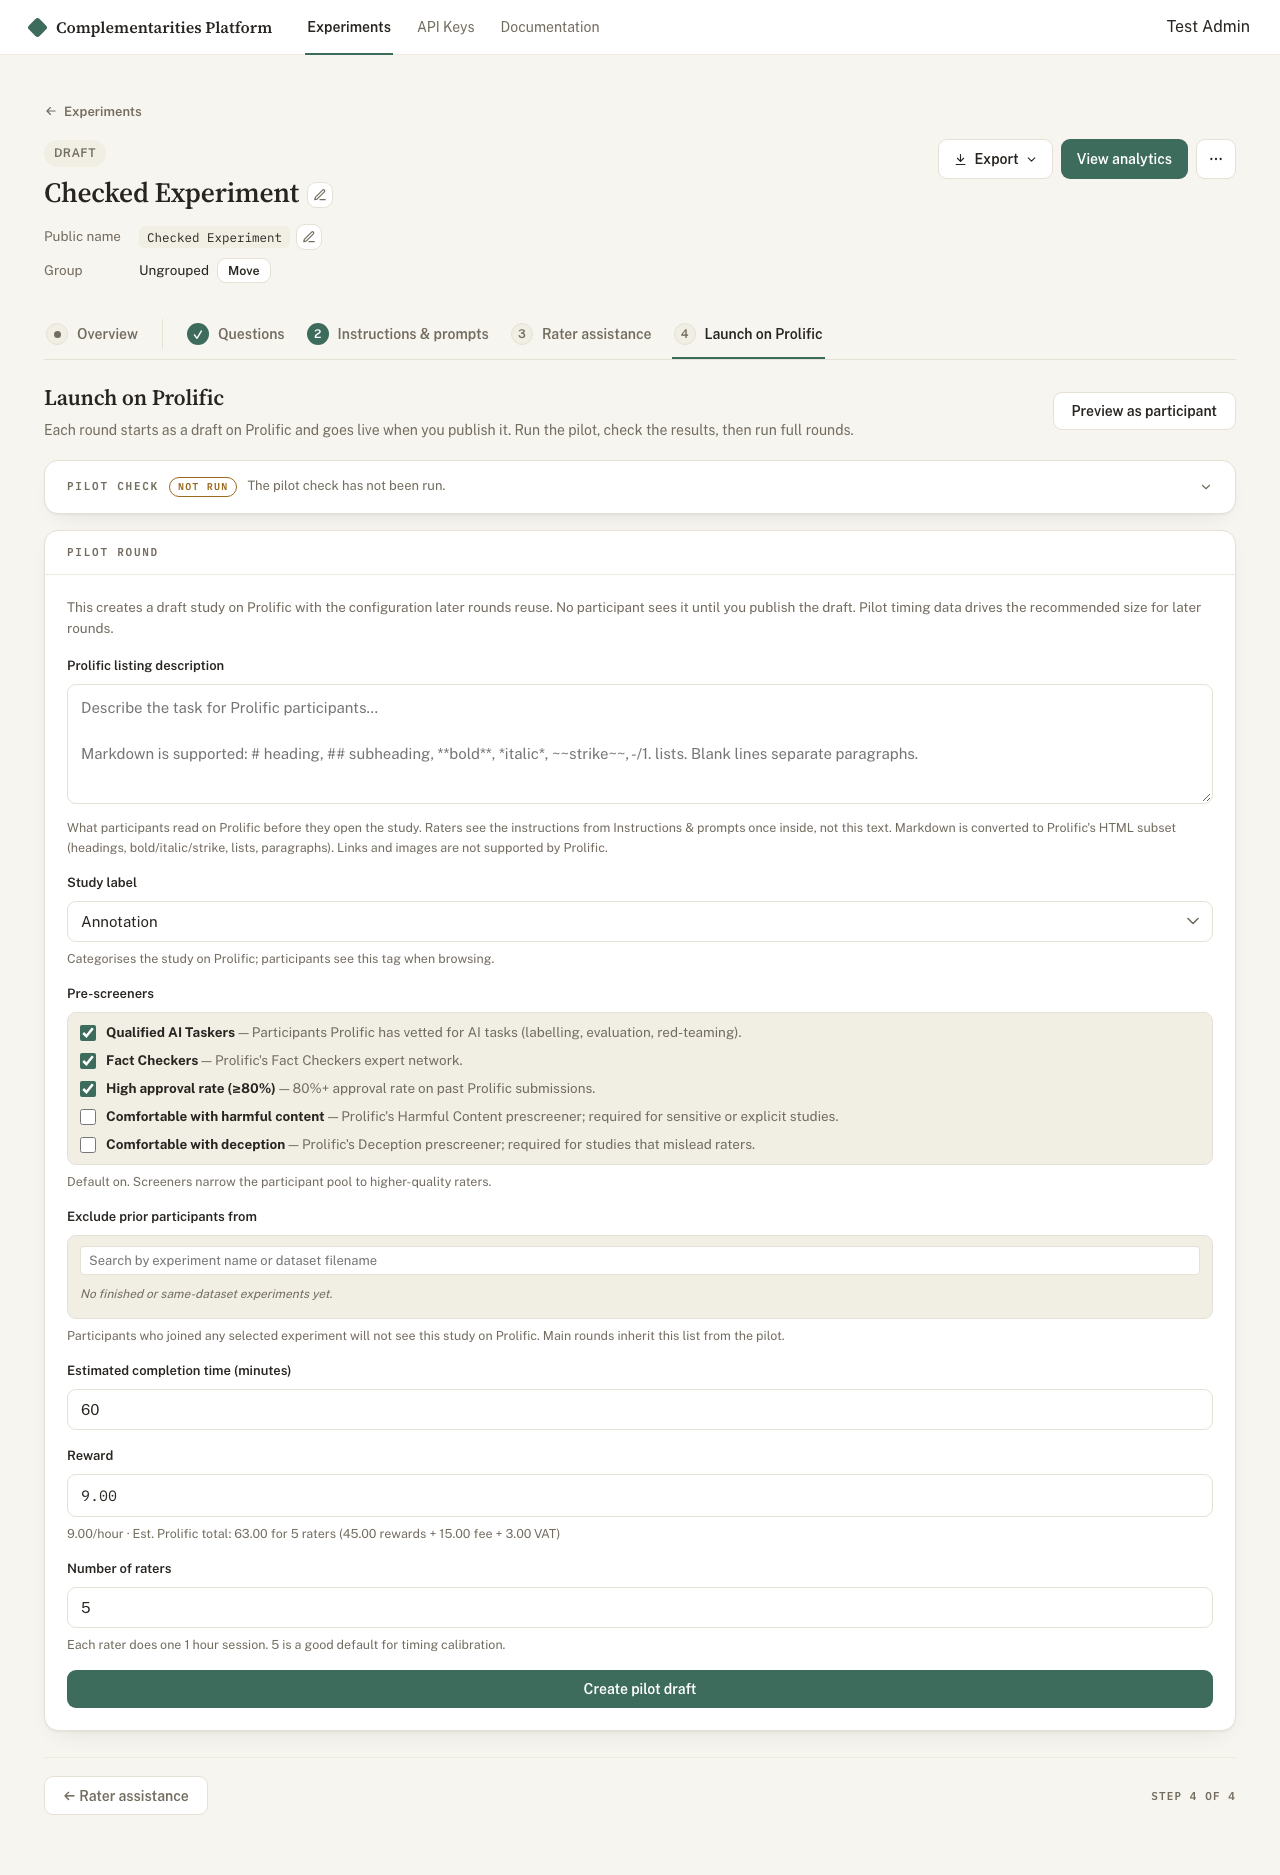 Complementarities Platform
Experiments
API Keys
Documentation
Test Admin
← Experiments
DRAFT
Export
View analytics
...
Checked Experiment
Public name
Checked Experiment
Group
Ungrouped
Move
Overview
Questions
2 Instructions & prompts
3 Rater assistance
4 Launch on Prolific
Launch on Prolific
Each round starts as a draft on Prolific and goes live when you publish it. Run the pilot, check the results, then run full rounds.
Preview as participant
PILOT CHECK NOT RUN The pilot check has not been run.
PILOT ROUND
This creates a draft study on Prolific with the configuration later rounds reuse. No participant sees it until you publish the draft. Pilot timing data drives the recommended size for later
rounds.
Prolific listing description
Describe the task for Prolific participants...
Markdown is supported: # heading, ## subheading, **bold**, *italic*, ~~strike~~, -/1. lists. Blank lines separate paragraphs.
What participants read on Prolific before they open the study. Raters see the instructions from Instructions & prompts once inside, not this text. Markdown is converted to Prolific's HTML subset
(headings, bold/italic/strike, lists, paragraphs). Links and images are not supported by Prolific.
Study label
Annotation
Categorises the study on Prolific; participants see this tag when browsing.
Pre-screeners
Qualified AI Taskers — Participants Prolific has vetted for AI tasks (labelling, evaluation, red-teaming).
Fact Checkers — Prolific's Fact Checkers expert network.
High approval rate (≥80%) — 80%+ approval rate on past Prolific submissions.
Comfortable with harmful content — Prolific's Harmful Content prescreener; required for sensitive or explicit studies.
Comfortable with deception — Prolific's Deception prescreener; required for studies that mislead raters.
Default on. Screeners narrow the participant pool to higher-quality raters.
Exclude prior participants from
Search by experiment name or dataset filename
No finished or same-dataset experiments yet.
Participants who joined any selected experiment will not see this study on Prolific. Main rounds inherit this list from the pilot.
Estimated completion time (minutes)
60
Reward
9.00
9.00/hour · Est. Prolific total: 63.00 for 5 raters (45.00 rewards + 15.00 fee + 3.00 VAT)
Number of raters
5
Each rater does one 1 hour session. 5 is a good default for timing calibration.
Create pilot draft
← Rater assistance
STEP 4 OF 4